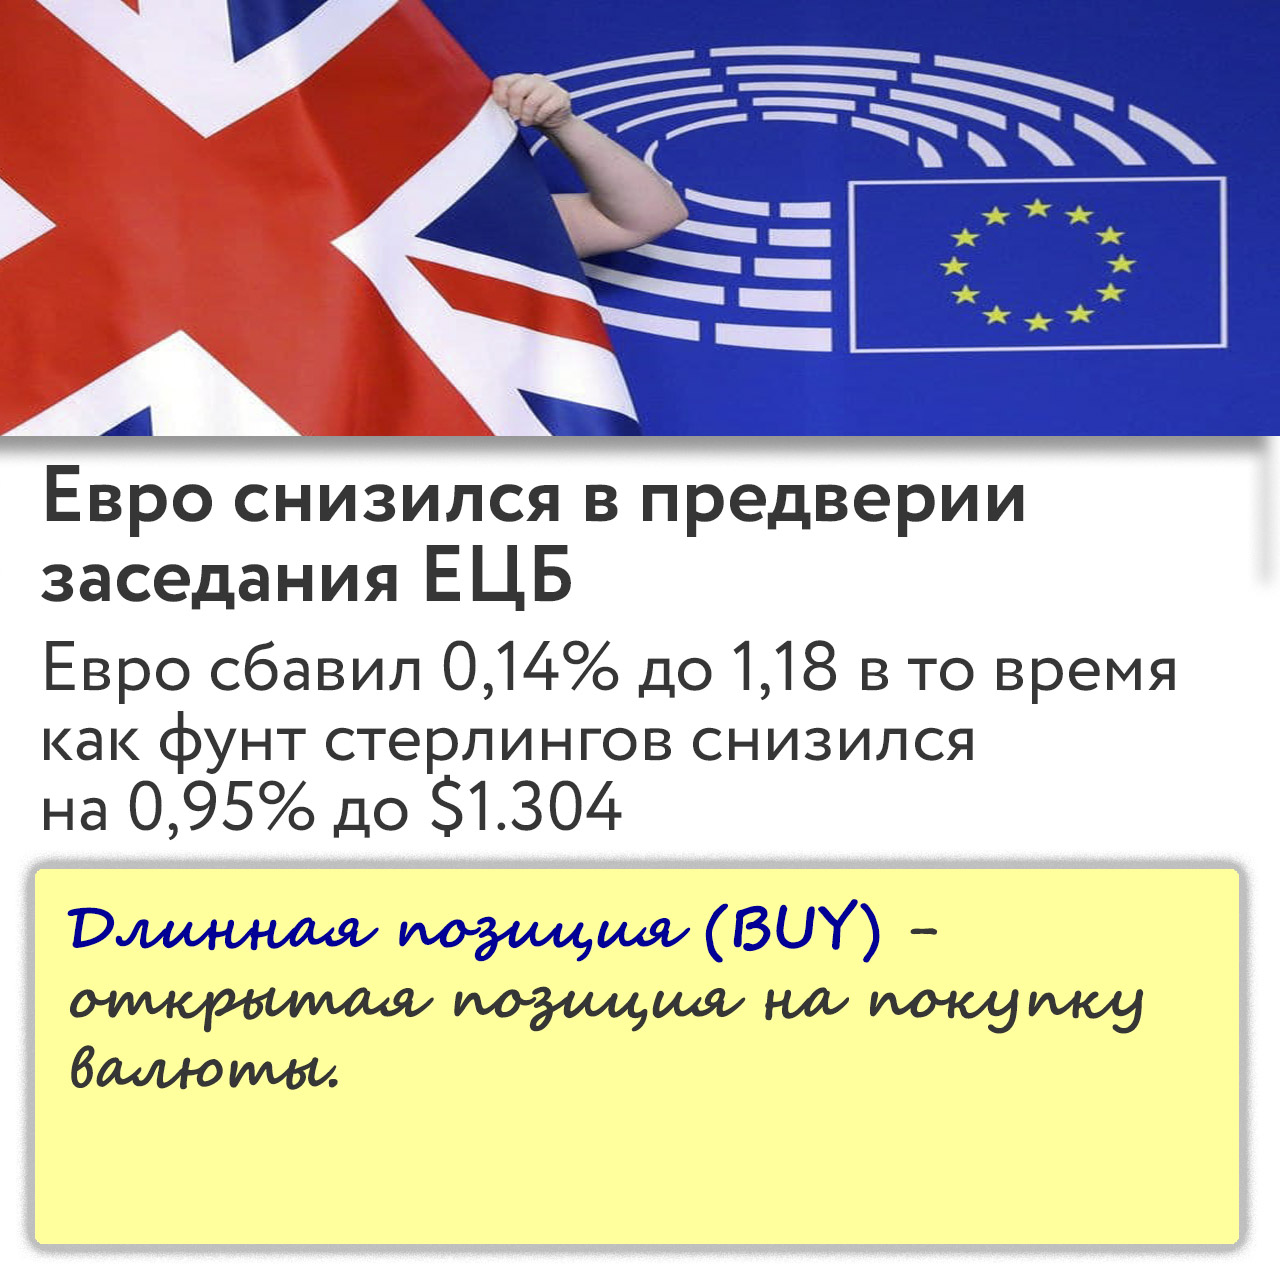 Евро снизился в предверии
заседания ЕЦБ
Евро сбавил 0,14% до 1,18 в то время
как фунт стерлингов снизился
на 0,95% до $1.304
Длинная позиция (BUY) –
открытая позиция на покупку
валюты.